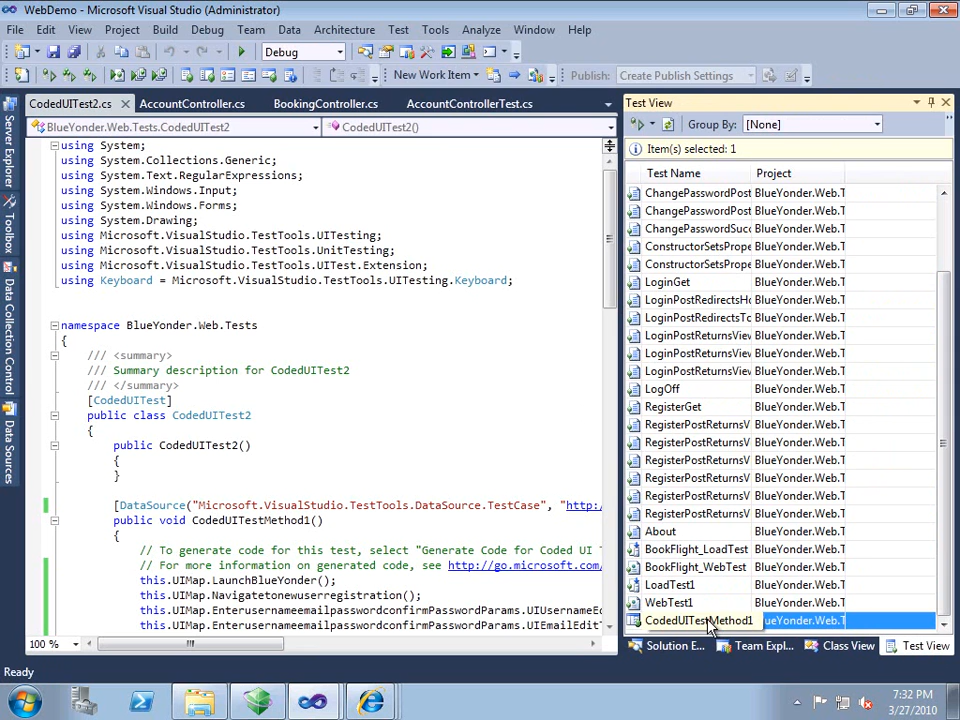 WebDemo - Microsoft Visual Studio (Administrator)
File Edit View Project Build Debug Team Data Architecture Test Tools Analyze Window Help
Debug
New Work Item Publish: Create Publish Settings
CodedUITest2.cs AccountController.cs BookingController.cs AccountControllerTest.cs
BlueYonder.Web.Tests.CodedUITest2 CodedUITest2()
Server Explorer
Toolbox
Data Collection Control
Data Sources
using System;
using System.Collections.Generic;
using System.Text.RegularExpressions;
using System.Windows.Input;
using System.Windows.Forms;
using System.Drawing;
using Microsoft.VisualStudio.TestTools.UITesting;
using Microsoft.VisualStudio.TestTools.UnitTesting;
using Microsoft.VisualStudio.TestTools.UITest.Extension;
using Keyboard = Microsoft.VisualStudio.TestTools.UITesting.Keyboard;
namespace BlueYonder.Web.Tests
{
/// <summary>
/// Summary description for CodedUITest2
/// </summary>
[CodedUITest]
public class CodedUITest2
{
public CodedUITest2()
{
}
[DataSource("Microsoft.VisualStudio.TestTools.DataSource.TestCase", "http:/
public void CodedUITestMethod1()
{
// To generate code for this test, select "Generate Code for Coded UI T
// For more information on generated code, see http://go.microsoft.com/
this.UIMap.LaunchBlueYonder();
this.UIMap.Navigatetonewuserregistration();
this.UIMap.EnterusernameemailpasswordconfirmPasswordParams.UIUsernameEd
this.UIMap.EnterusernameemailpasswordconfirmPasswordParams.UIEmailEdit
100 %
Test View
Group By: [None]
Item(s) selected: 1
Test Name Project
ChangePasswordPost BlueYonder.Web.T
ChangePasswordPost BlueYonder.Web.T
ChangePasswordSucc BlueYonder.Web.T
ConstructorSetsPrope BlueYonder.Web.T
ConstructorSetsPrope BlueYonder.Web.T
LoginGet BlueYonder.Web.T
LoginPostRedirectsHo BlueYonder.Web.T
LoginPostRedirectsTo BlueYonder.Web.T
LoginPostReturnsView BlueYonder.Web.T
LoginPostReturnsView BlueYonder.Web.T
LoginPostReturnsView BlueYonder.Web.T
LogOff BlueYonder.Web.T
RegisterGet BlueYonder.Web.T
RegisterPostReturnsV BlueYonder.Web.T
RegisterPostReturnsV BlueYonder.Web.T
RegisterPostReturnsV BlueYonder.Web.T
RegisterPostReturnsV BlueYonder.Web.T
RegisterPostReturnsV BlueYonder.Web.T
RegisterPostReturnsV BlueYonder.Web.T
About BlueYonder.Web.T
BookFlight_LoadTest BlueYonder.Web.T
BookFlight_WebTest BlueYonder.Web.T
LoadTest1 BlueYonder.Web.T
WebTest1 BlueYonder.Web.T
CodedUITestMethod1 lueYonder.Web.T
Solution E... Team Expl... Class View Test View
Ready
7:32 PM
3/27/2010